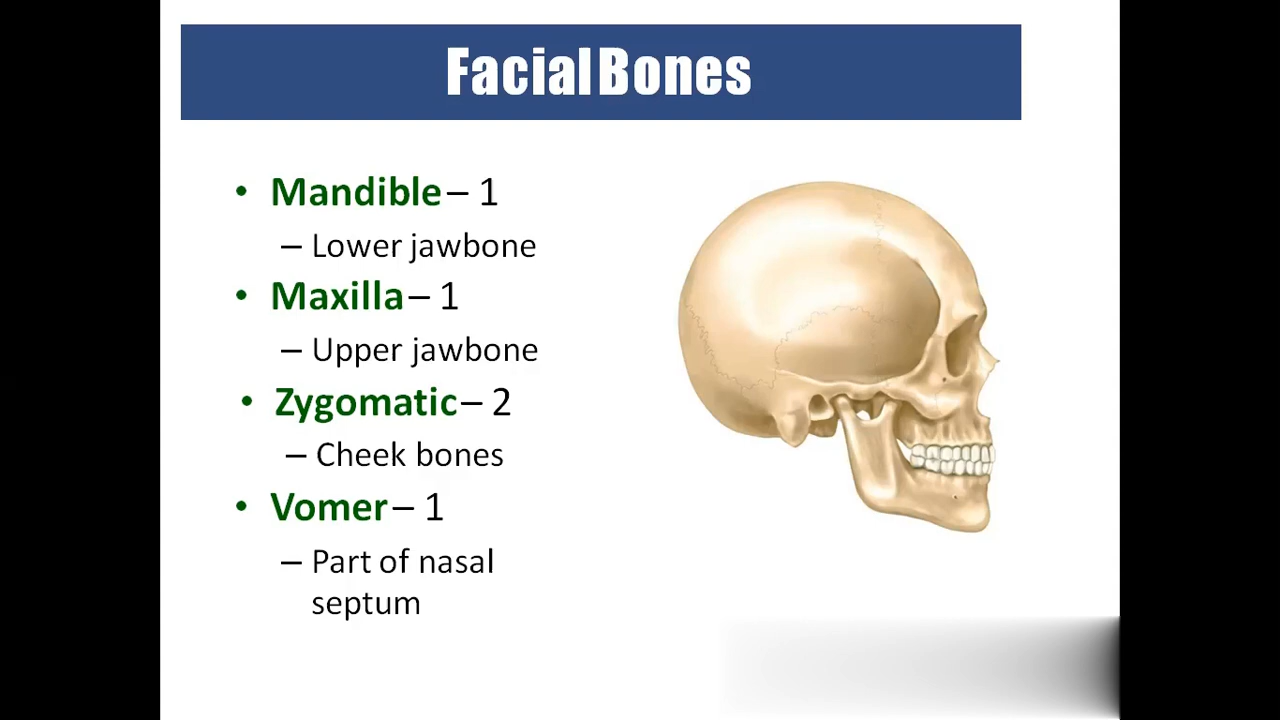 Facial Bones
• Mandible – 1
– Lower jawbone
• Maxilla – 1
– Upper jawbone
• Zygomatic – 2
– Cheek bones
• Vomer – 1
– Part of nasal
septum